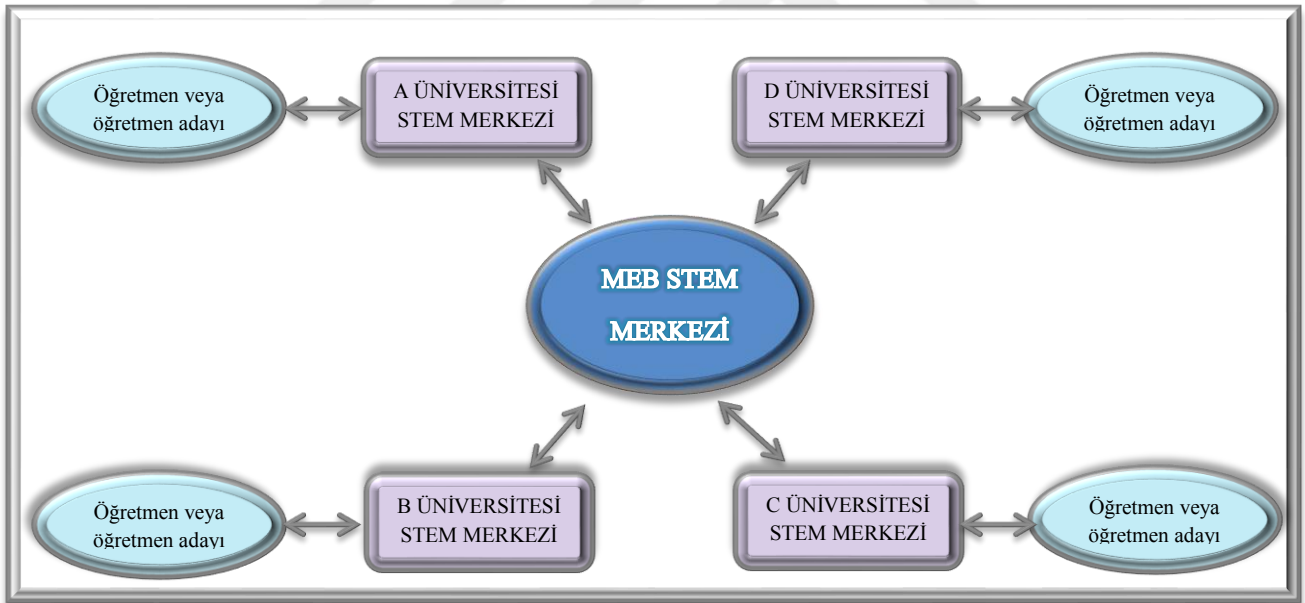 Öğretmen veya
öğretmen adayı
A ÜNİVERSİTESİ
STEM MERKEZİ
D ÜNİVERSİTESİ
STEM MERKEZİ
Öğretmen veya
öğretmen adayı
MEB STEM
MERKEZİ
Öğretmen veya
öğretmen adayı
B ÜNİVERSİTESİ
STEM MERKEZİ
C ÜNİVERSİTESİ
STEM MERKEZİ
Öğretmen veya
öğretmen adayı